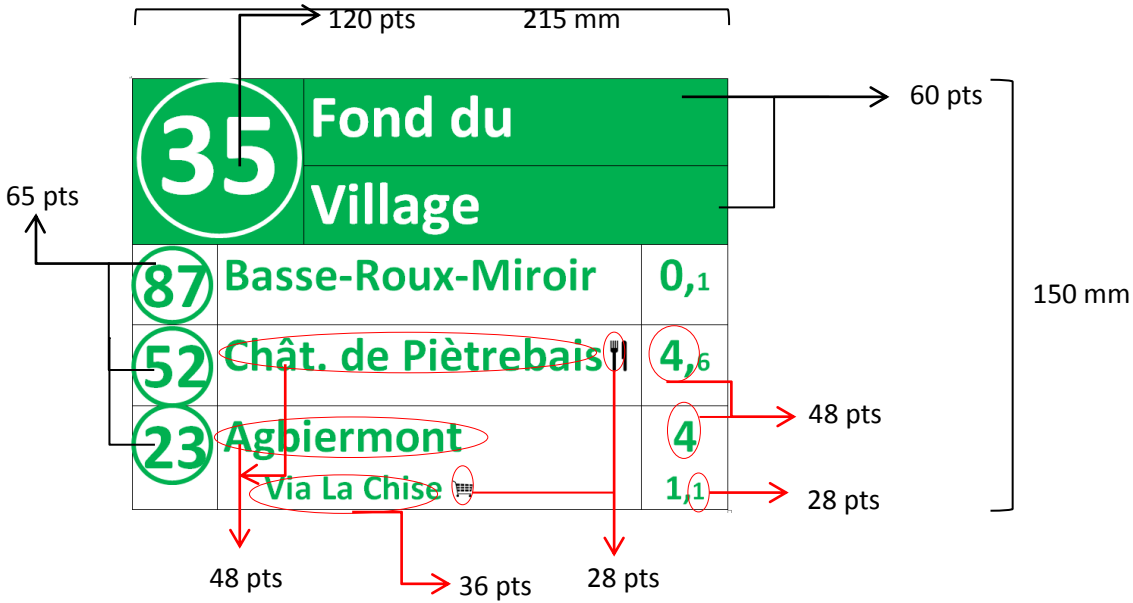 120 pts 215 mm
35 Fond du
Village
60 pts
65 pts
87 Basse-Roux-Miroir 0,1
150 mm
52 Chât. de Piètrebais 4,6
48 pts
23 Agbiermont 4
Via La Chise 1,1
28 pts
48 pts 36 pts 28 pts